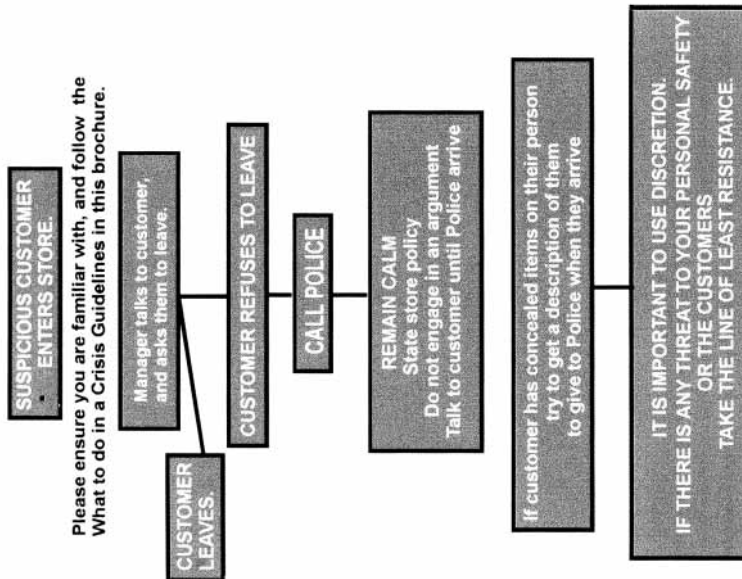 SUSPICIOUS CUSTOMER
ENTERS STORE.
Please ensure you are familiar with, and follow the
What to do in a Crisis Guidelines in this brochure.
Manager talks to customer,
and asks them to leave.
CUSTOMER
LEAVES.
CUSTOMER REFUSES TO LEAVE
CALL POLICE
REMAIN CALM
State store policy
Do not engage in an argument
Talk to customer until Police arrive
If customer has concealed items on their person
try to get a description of them
to give to Police when they arrive
IT IS IMPORTANT TO USE DISCRETION.
IF THERE IS ANY THREAT TO YOUR PERSONAL SAFETY
OR THE CUSTOMERS
TAKE THE LINE OF LEAST RESISTANCE.